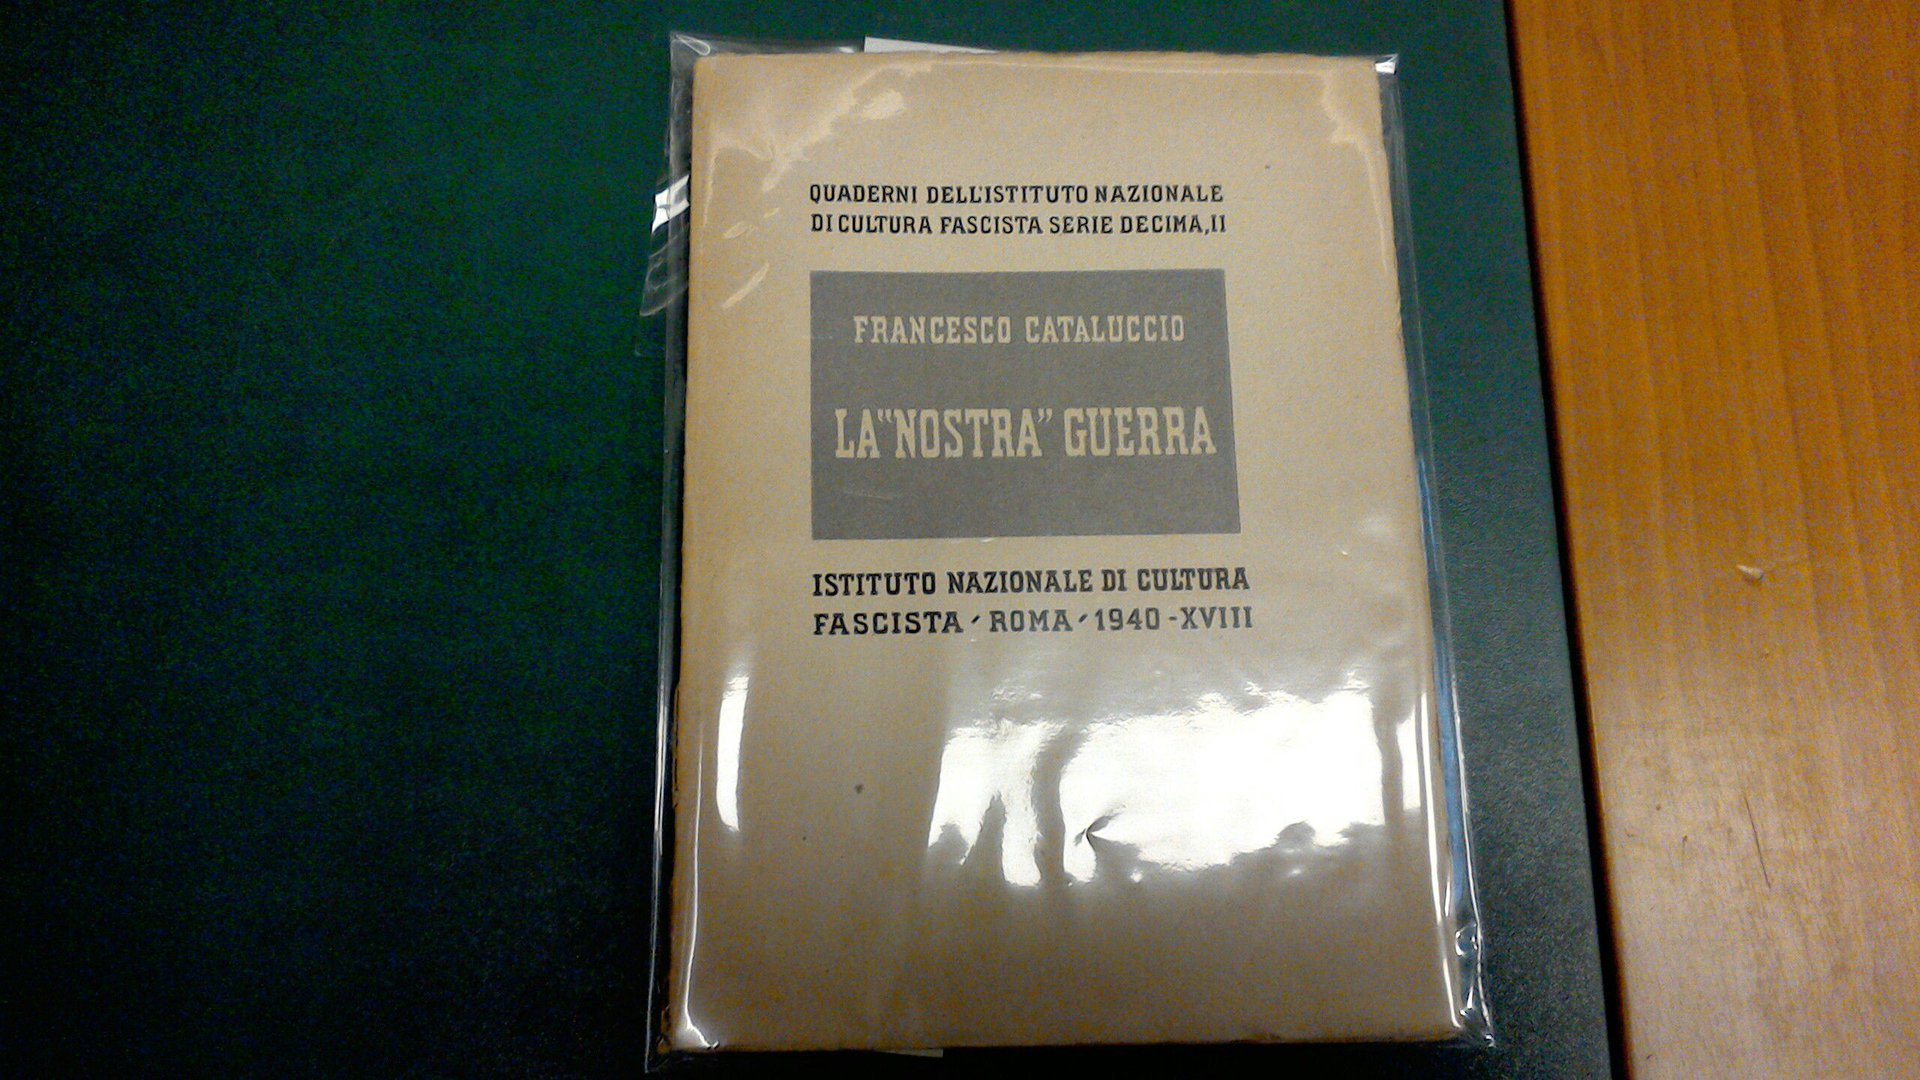 QUADERNI DELL'ISTITUTO NAZIONALE
DI CULTURA FASCISTA SERIE DECIMA, II
FRANCESCO CATALUCCIO
LA "NOSTRA" GUERRA
ISTITUTO NAZIONALE DI CULTURA
FASCISTA - ROMA - 1940 - XVIII